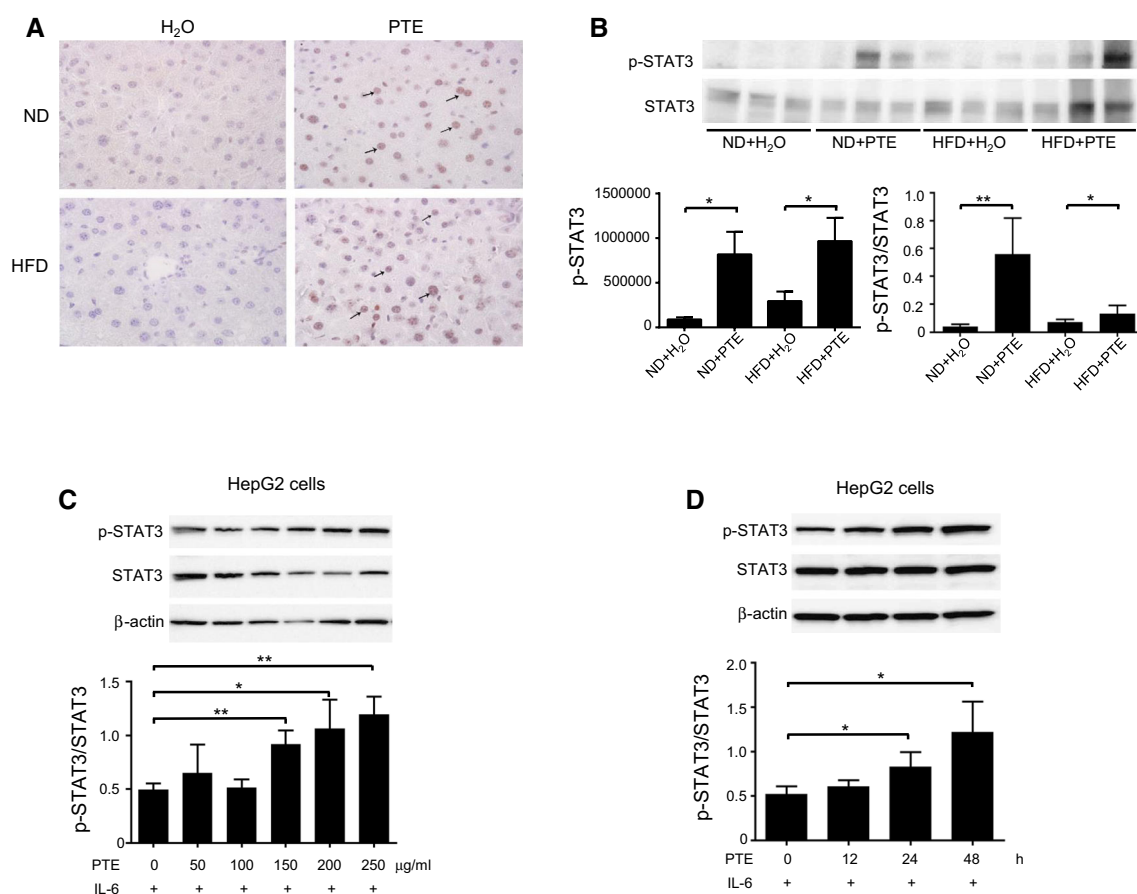 A
H₂O PTE
ND
HFD
B
p-STAT3
STAT3
ND+H₂O ND+PTE HFD+H₂O HFD+PTE
p-STAT3
1500000
1000000
500000
0
* *
ND+H₂O ND+PTE HFD+H₂O HFD+PTE
p-STAT3/STAT3
1.0
0.8
0.6
0.4
0.2
0
** *
ND+H₂O ND+PTE HFD+H₂O HFD+PTE
C
HepG2 cells
p-STAT3
STAT3
β-actin
p-STAT3/STAT3
1.5
1.0
0.5
0
**
*
**
PTE 0 50 100 150 200 250 μg/ml
IL-6 + + + + + +
D
HepG2 cells
p-STAT3
STAT3
β-actin
p-STAT3/STAT3
2.0
1.5
1.0
0.5
0
*
*
PTE 0 12 24 48 h
IL-6 + + + +